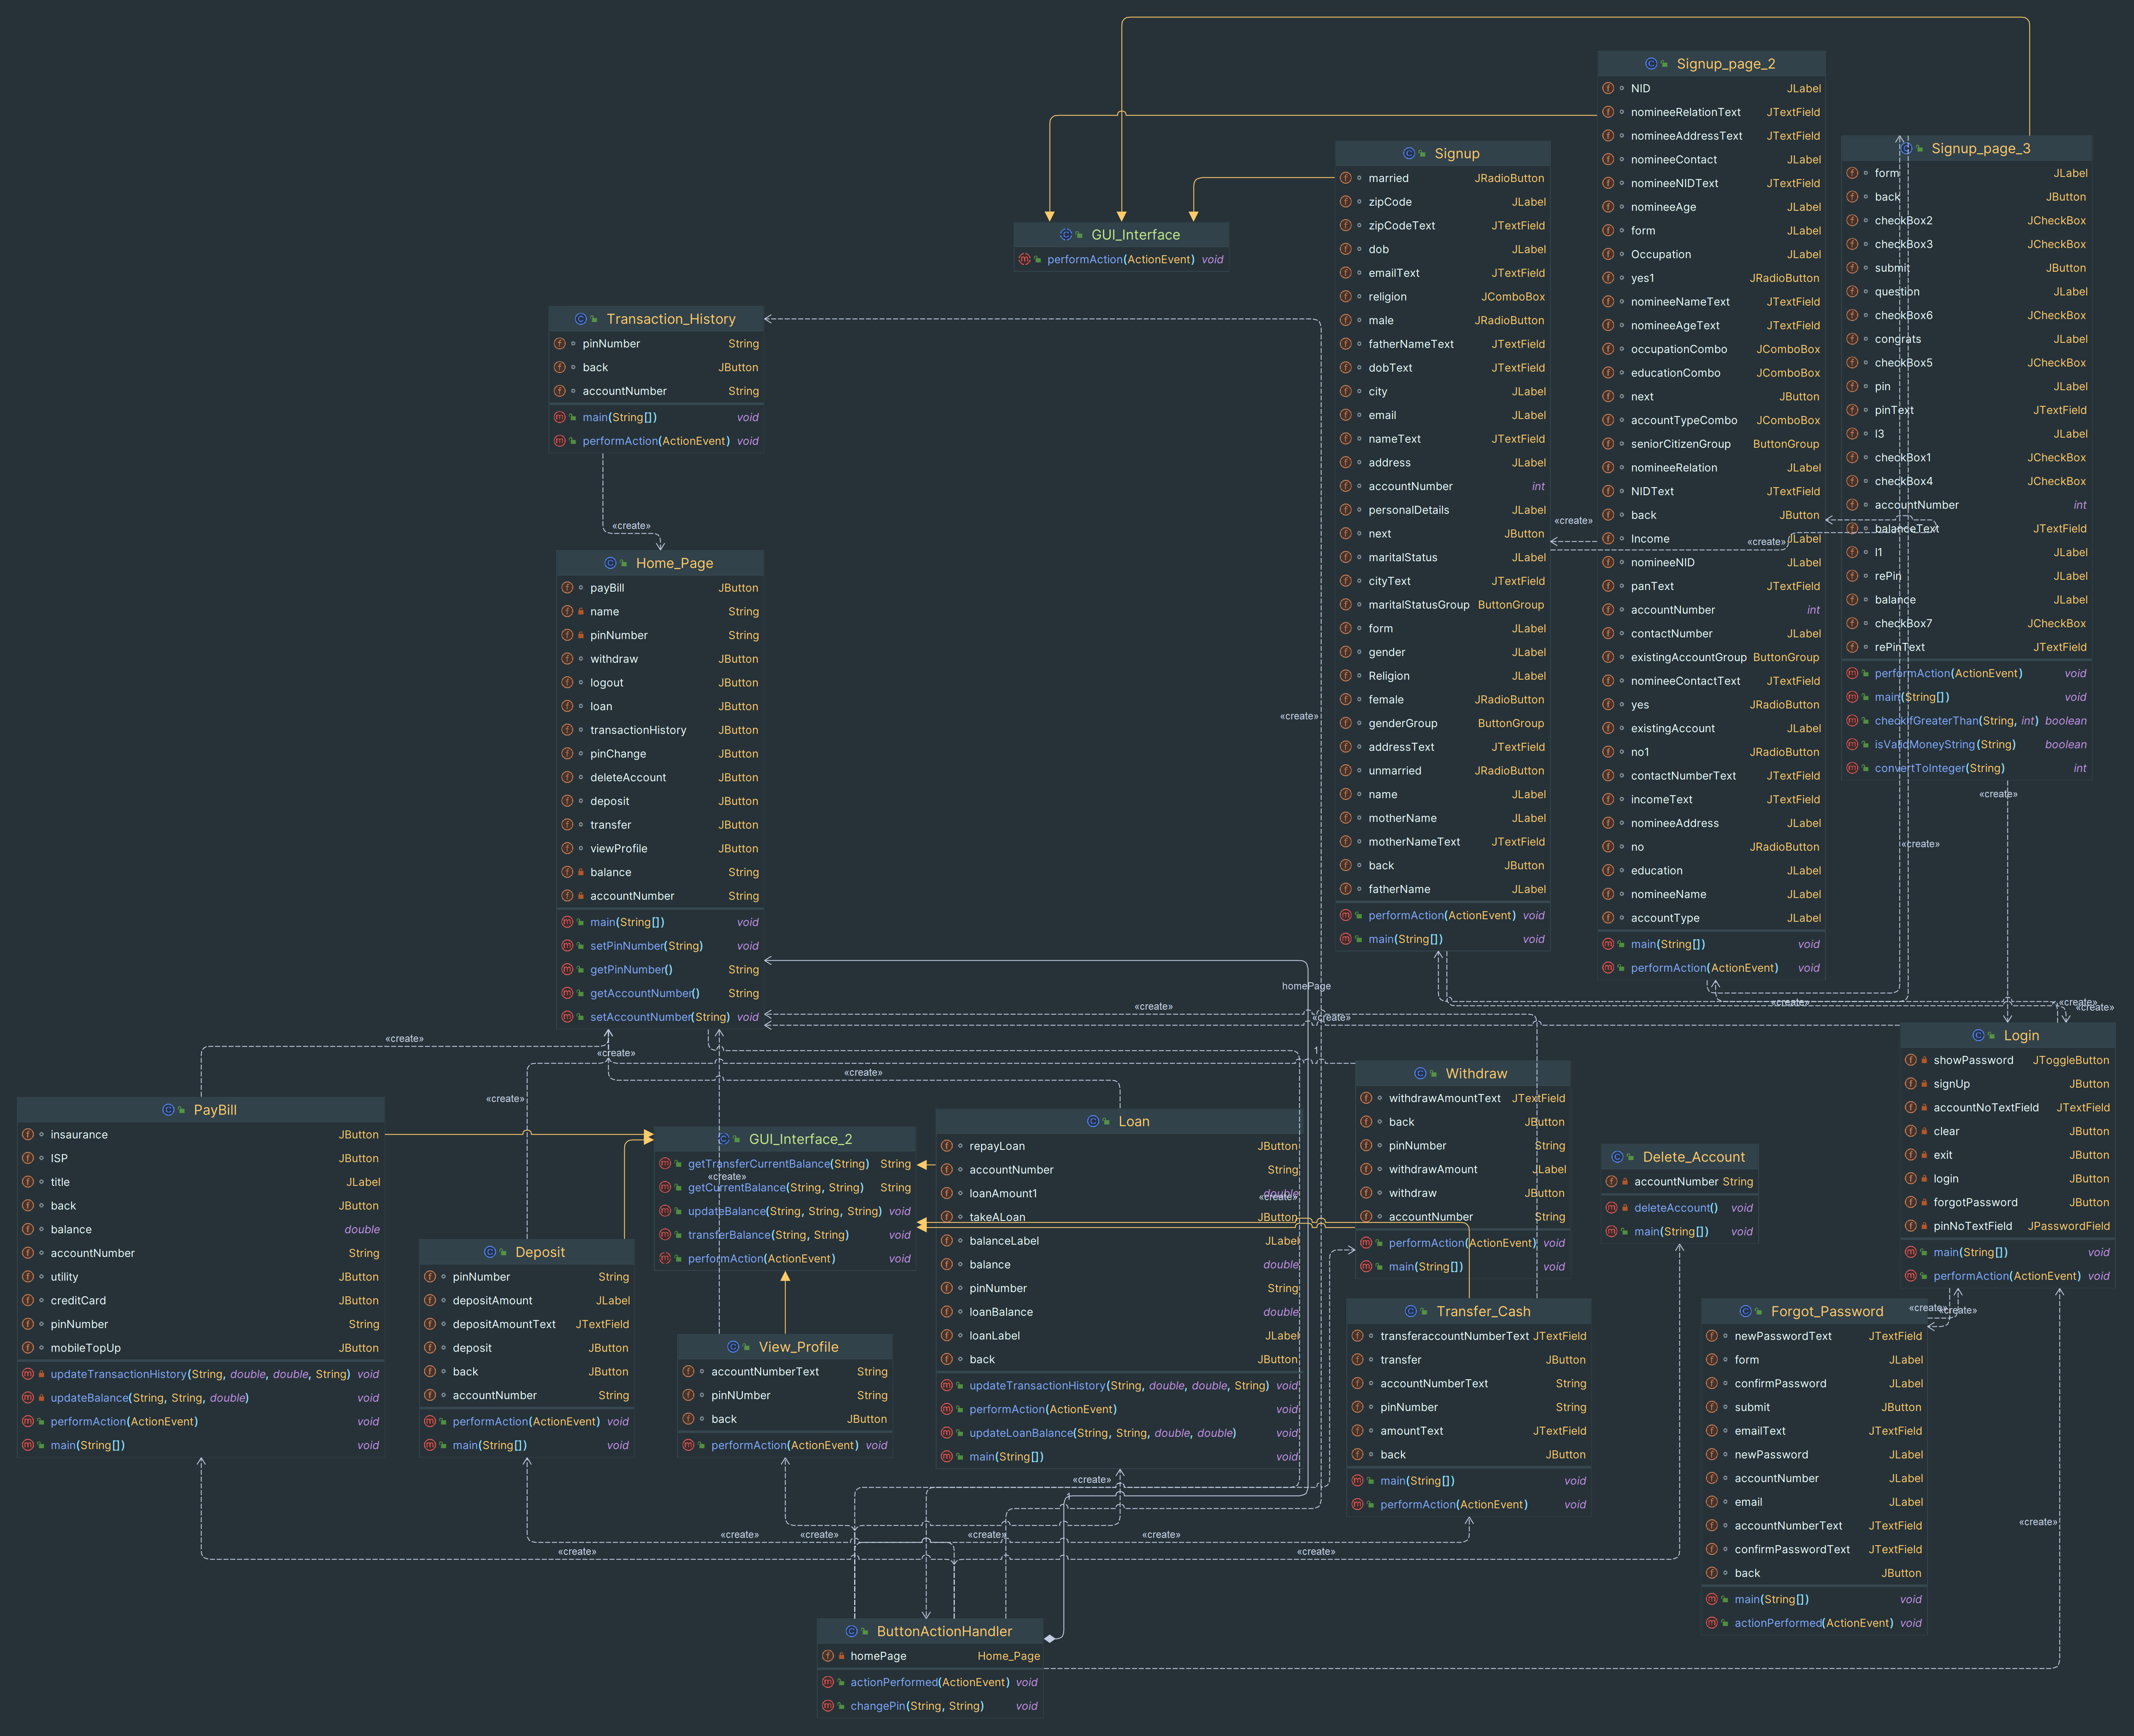 Signup_page_2
NID JLabel
nomineeRelationText JTextField
nomineeAddressText JTextField
nomineeContact JLabel
nomineeNIDText JTextField
nomineeAge JLabel
form JLabel
Occupation JLabel
yes1 JRadioButton
nomineeNameText JTextField
nomineeAgeText JTextField
occupationCombo JComboBox
educationCombo JComboBox
next JButton
accountTypeCombo JComboBox
seniorCitizenGroup ButtonGroup
nomineeRelation JLabel
NIDText JTextField
back JButton
Income JLabel
nomineeNID JLabel
panText JTextField
accountNumber int
contactNumber JLabel
existingAccountGroup ButtonGroup
nomineeContactText JTextField
yes JRadioButton
existingAccount JLabel
no1 JRadioButton
contactNumberText JTextField
incomeText JTextField
nomineeAddress JLabel
no JRadioButton
education JLabel
nomineeName JLabel
accountType JLabel
main(String[]) void
performAction(ActionEvent) void
Signup_page_3
form JLabel
back JButton
checkBox2 JCheckBox
checkBox3 JCheckBox
submit JButton
question JLabel
checkBox6 JCheckBox
congrats JLabel
checkBox5 JCheckBox
pin JLabel
pinText JTextField
l3 JLabel
checkBox1 JCheckBox
checkBox4 JCheckBox
accountNumber int
balanceText JTextField
l1 JLabel
rePin JLabel
balance JLabel
checkBox7 JCheckBox
rePinText JTextField
performAction(ActionEvent) void
main(String[]) void
checkIfGreaterThan(String, int) boolean
isValidMoneyString(String) boolean
convertToInteger(String) int
Signup
married JRadioButton
zipCode JLabel
zipCodeText JTextField
dob JLabel
emailText JTextField
religion JComboBox
male JRadioButton
fatherNameText JTextField
dobText JTextField
city JLabel
email JLabel
nameText JTextField
address JLabel
accountNumber int
personalDetails JLabel
next JButton
maritalStatus JLabel
cityText JTextField
maritalStatusGroup ButtonGroup
form JLabel
gender JLabel
Religion JLabel
female JRadioButton
genderGroup ButtonGroup
addressText JTextField
unmarried JRadioButton
name JLabel
motherName JLabel
motherNameText JTextField
back JButton
fatherName JLabel
performAction(ActionEvent) void
main(String[]) void
GUI_Interface
performAction(ActionEvent) void
Transaction_History
pinNumber String
back JButton
accountNumber String
main(String[]) void
performAction(ActionEvent) void
«create»
«create»
«create»
«create»
«create»
«create»
Home_Page
payBill JButton
name String
pinNumber String
withdraw JButton
logout JButton
loan JButton
transactionHistory JButton
pinChange JButton
deleteAccount JButton
deposit JButton
transfer JButton
viewProfile JButton
balance String
accountNumber String
main(String[]) void
setPinNumber(String) void
getPinNumber() String
getAccountNumber() String
setAccountNumber(String) void
homePage
«create»
«create»
«create»
«create»
«create»
«create»
«create»
1
«create»
«create»
Login
showPassword JToggleButton
signUp JButton
accountNoTextField JTextField
clear JButton
exit JButton
login JButton
forgotPassword JButton
pinNoTextField JPasswordField
main(String[]) void
performAction(ActionEvent) void
Withdraw
withdrawAmountText JTextField
back JButton
pinNumber String
withdrawAmount JLabel
withdraw JButton
accountNumber String
performAction(ActionEvent) void
main(String[]) void
PayBill
insaurance JButton
ISP JButton
title JLabel
back JButton
balance double
accountNumber String
utility JButton
creditCard JButton
pinNumber String
mobileTopUp JButton
updateTransactionHistory(String, double, double, String) void
updateBalance(String, String, double) void
performAction(ActionEvent) void
main(String[]) void
Loan
repayLoan JButton
accountNumber String
loanAmount1 double
takeALoan JButton
balanceLabel JLabel
balance double
pinNumber String
loanBalance double
loanLabel JLabel
back JButton
updateTransactionHistory(String, double, double, String) void
performAction(ActionEvent) void
updateLoanBalance(String, String, double, double) void
main(String[]) void
«create»
GUI_Interface_2
getTransferCurrentBalance(String) String
getCurrentBalance(String, String) String
updateBalance(String, String, String) void
transferBalance(String, String) void
performAction(ActionEvent) void
«create»
Delete_Account
accountNumber String
deleteAccount() void
main(String[]) void
Deposit
pinNumber String
depositAmount JLabel
depositAmountText JTextField
deposit JButton
back JButton
accountNumber String
performAction(ActionEvent) void
main(String[]) void
Transfer_Cash
transferaccountNumberText JTextField
transfer JButton
accountNumberText String
pinNumber String
amountText JTextField
back JButton
main(String[]) void
performAction(ActionEvent) void
«create»
«create»
Forgot_Password
newPasswordText JTextField
form JLabel
confirmPassword JLabel
submit JButton
emailText JTextField
newPassword JLabel
accountNumber JLabel
email JLabel
accountNumberText JTextField
confirmPasswordText JTextField
back JButton
main(String[]) void
actionPerformed(ActionEvent) void
View_Profile
accountNumberText String
pinNUmber String
back JButton
performAction(ActionEvent) void
«create»
«create»
«create»
«create»
«create»
«create»
«create»
«create»
ButtonActionHandler
homePage Home_Page
actionPerformed(ActionEvent) void
changePin(String, String) void